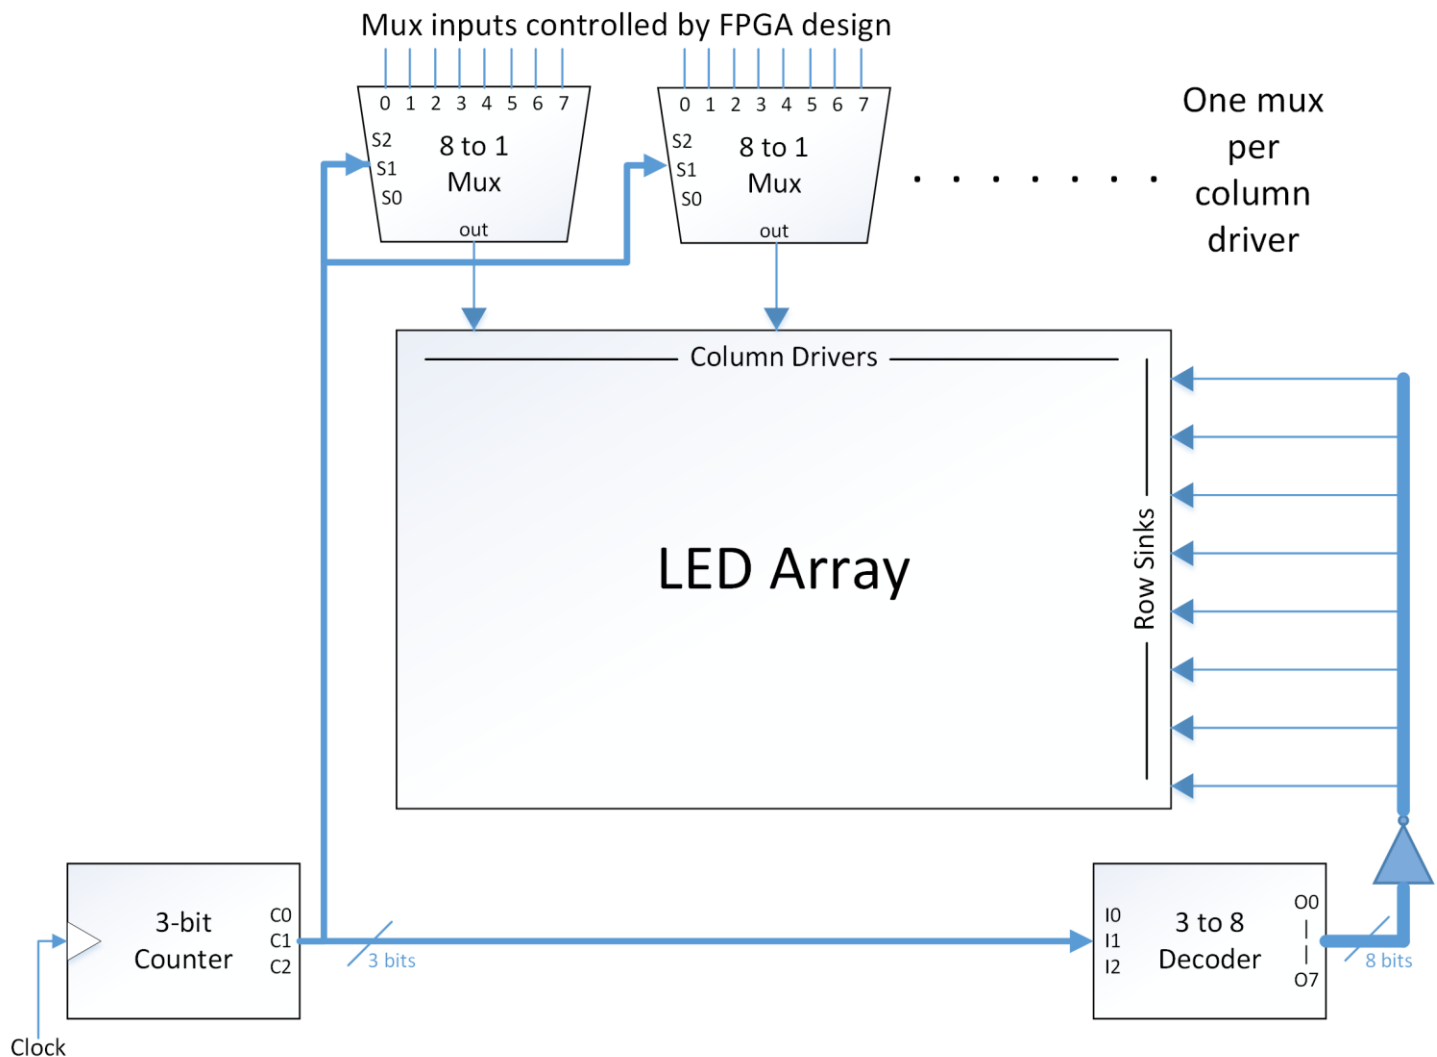 Mux inputs controlled by FPGA design
0 1 2 3 4 5 6 7
S2
S1
S0
8 to 1
Mux
out
0 1 2 3 4 5 6 7
S2
S1
S0
8 to 1
Mux
out
One mux
per
column
driver
Column Drivers
Row Sinks
LED Array
3-bit
Counter
C0
C1
C2
Clock
3 bits
I0
I1
I2
3 to 8
Decoder
O0
O7
8 bits